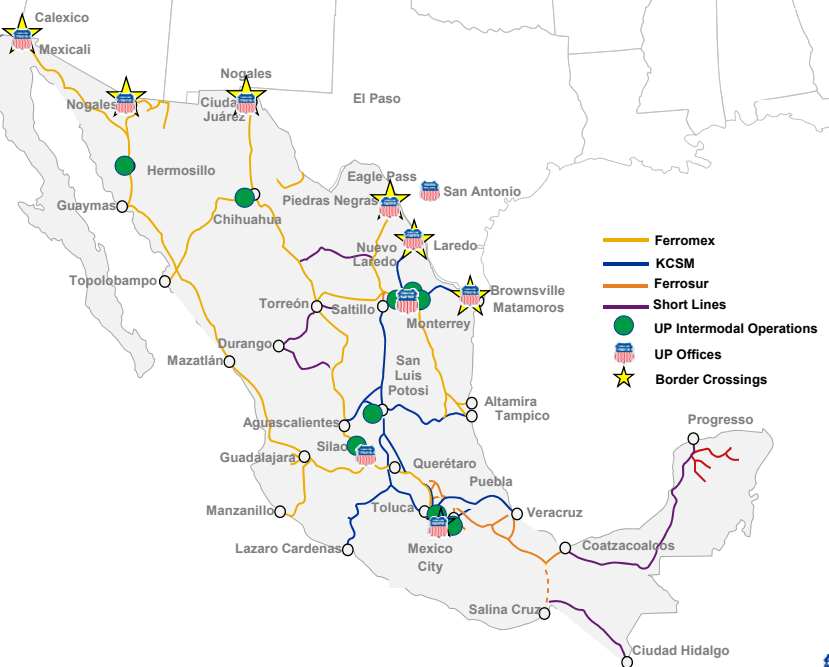 Calexico
Mexicali
Nogales
Nogales
Ciudad
Juárez
El Paso
Hermosillo
Guaymas
Chihuahua
Eagle Pass
Piedras Negras
San Antonio
Nuevo
Laredo
Laredo
Topolobampo
Brownsville
Matamoros
Torreón
Saltillo
Monterrey
Durango
Mazatlán
San
Luis
Potosi
Altamira
Tampico
Aguascalientes
Silao
Guadalajara
Querétaro
Puebla
Manzanillo
Toluca
Veracruz
Lazaro Cardenas
Mexico
City
Coatzacoalcos
Progresso
Salina Cruz
Ciudad Hidalgo
Ferromex
KCSM
Ferrosur
Short Lines
UP Intermodal Operations
UP Offices
Border Crossings